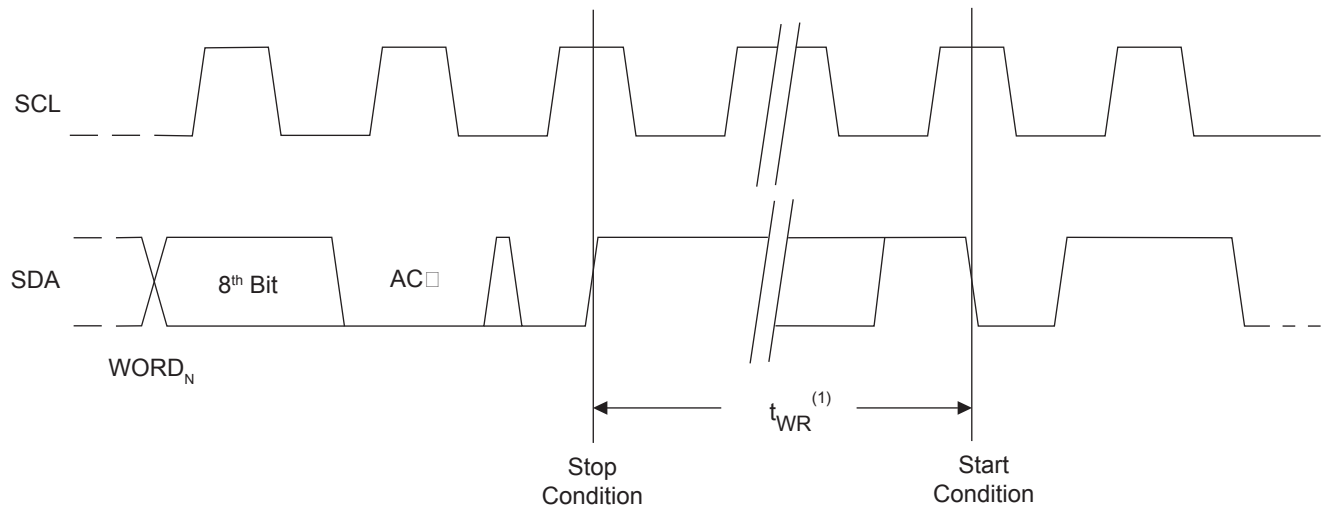 SCL
SDA
8th Bit
AC□
WORDN
tWR(1)
Stop
Condition
Start
Condition